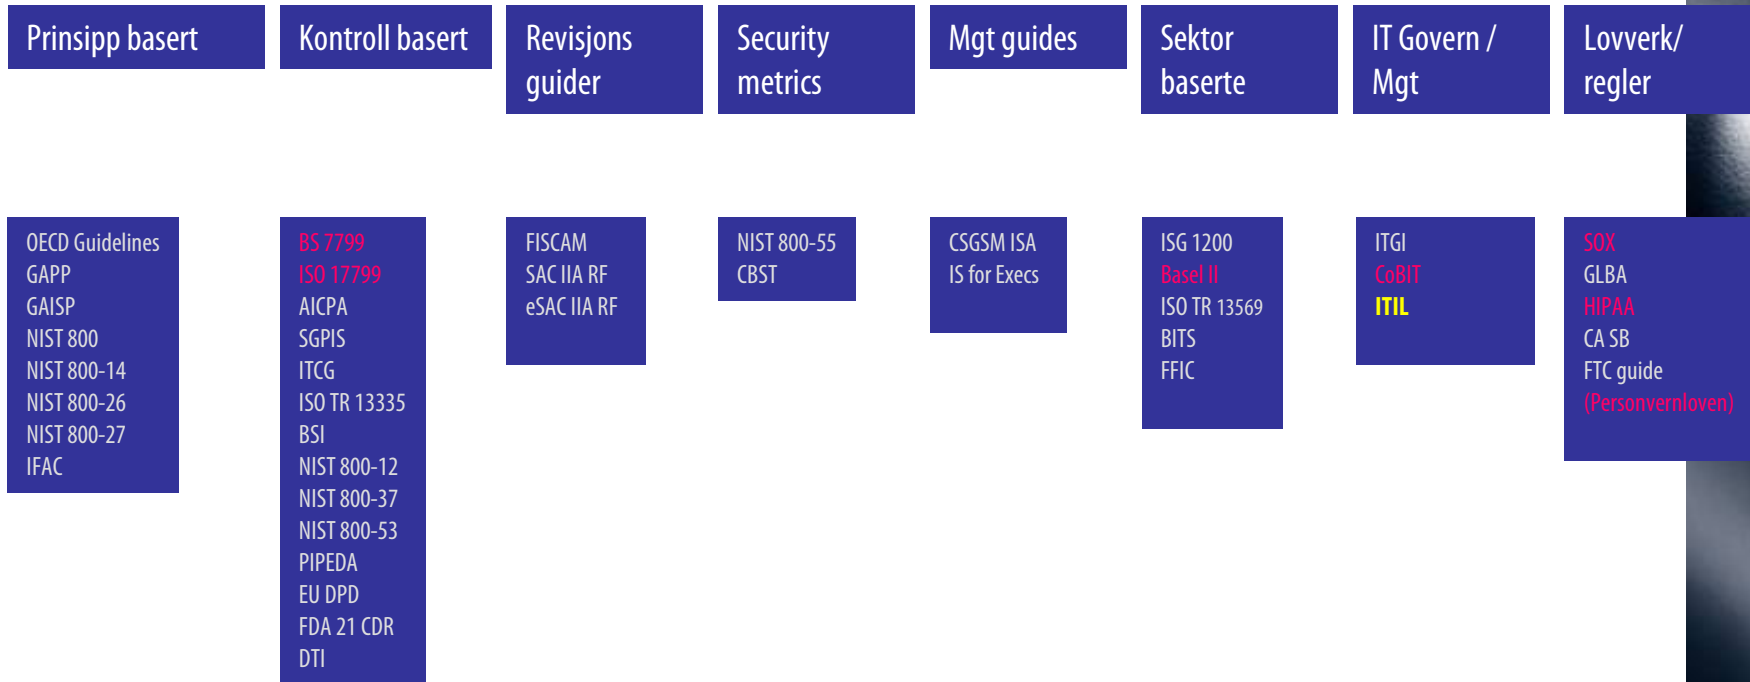 Prinsipp basert
Kontroll basert
Revisjons
guider
Security
metrics
Mgt guides
Sektor
baserte
IT Govern /
Mgt
Lovverk/
regler
OECD Guidelines
GAPP
GAISP
NIST 800
NIST 800-14
NIST 800-26
NIST 800-27
IFAC
BS 7799
ISO 17799
AICPA
SGPIS
ITCG
ISO TR 13335
BSI
NIST 800-12
NIST 800-37
NIST 800-53
PIPEDA
EU DPD
FDA 21 CDR
DTI
FISCAM
SAC IIA RF
eSAC IIA RF
NIST 800-55
CBST
CSGSM ISA
IS for Execs
ISG 1200
Basel II
ISO TR 13569
BITS
FFIC
ITGI
CoBIT
ITIL
SOX
GLBA
HIPAA
CA SB
FTC guide
(Personvernloven)